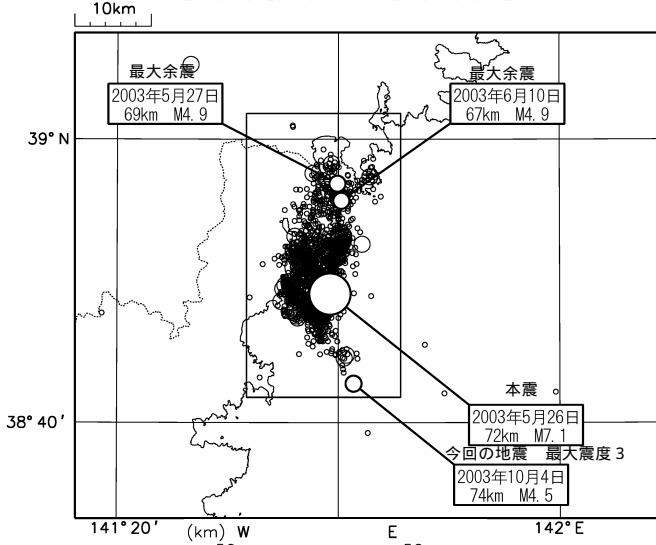 10km
最大余震
2003年5月27日
69km M4.9
最大余震
2003年6月10日
67km M4.9
39° N
本震
2003年5月26日
72km M7.1
38°40′
今回の地震 最大震度3
2003年10月4日
74km M4.5
141°20′
142°E
(km) W
E